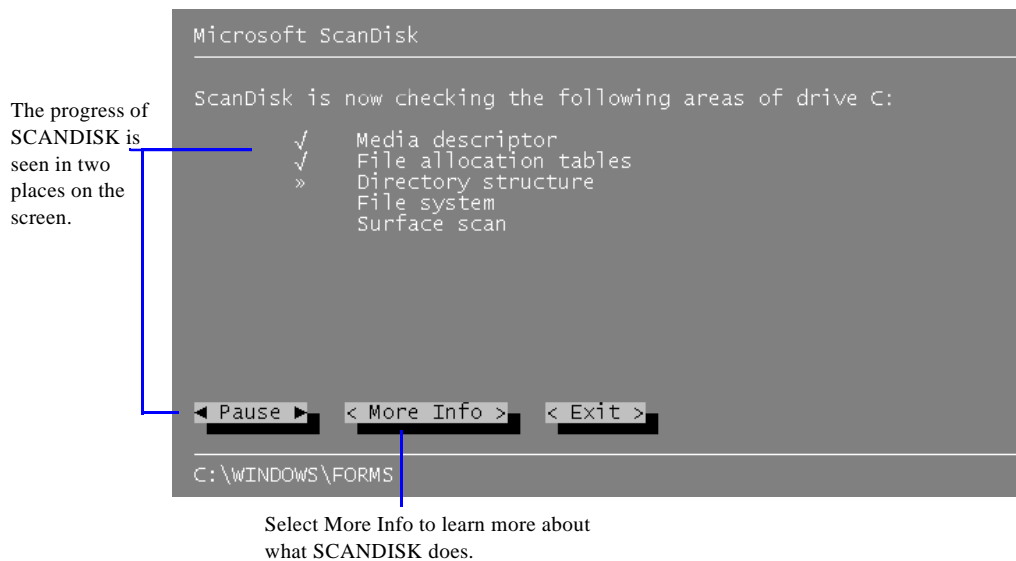 Microsoft ScanDisk
ScanDisk is now checking the following areas of drive C:
The progress of
SCANDISK is
seen in two
places on the
screen.
√ Media descriptor
√ File allocation tables
» Directory structure
File system
Surface scan
◄ Pause ► < More Info > < Exit >
C:\WINDOWS\FORMS
Select More Info to learn more about
what SCANDISK does.